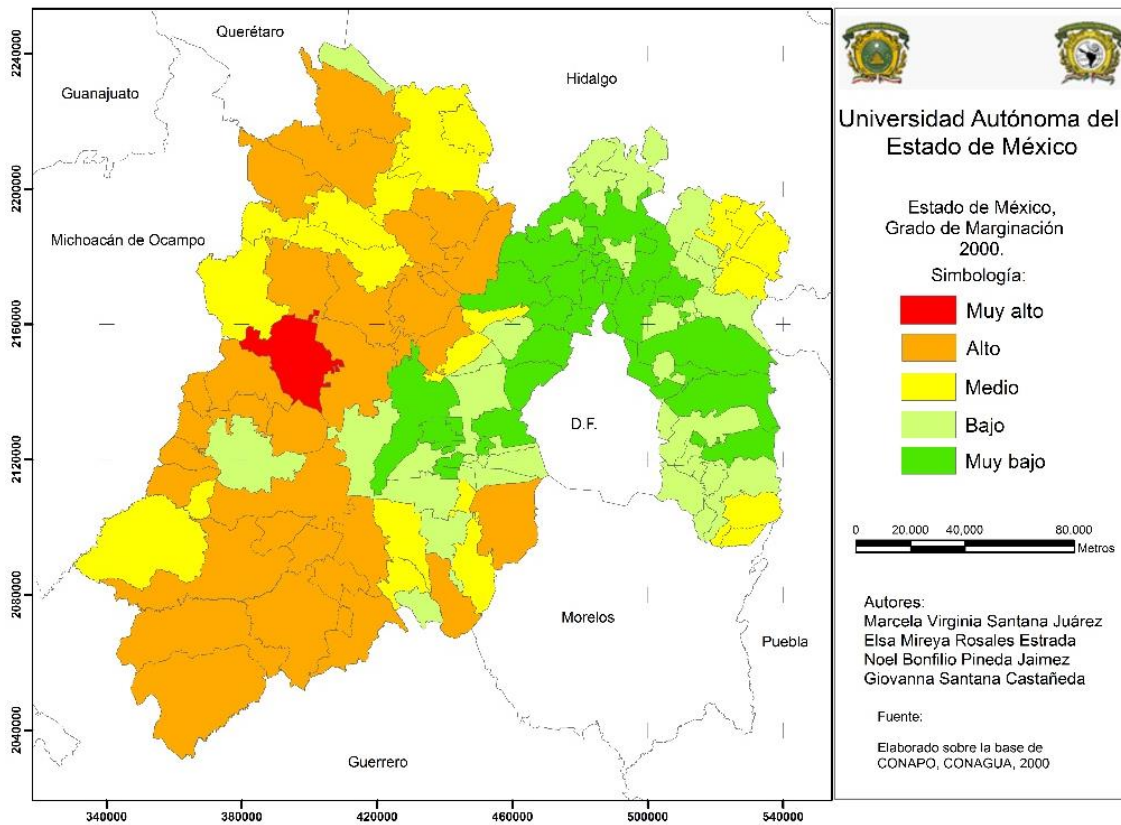 Querétaro
Guanajuato
Hidalgo
Michoacán de Ocampo
D.F.
Morelos
Puebla
Guerrero
2240000
2200000
2160000
2120000
2080000
2040000
340000
380000
420000
460000
500000
540000
Universidad Autónoma del
Estado de México
Estado de México,
Grado de Marginación
2000.
Simbología:
Muy alto
Alto
Medio
Bajo
Muy bajo
0 20,000 40,000 80,000
Metros
Autores:
Marcela Virginia Santana Juárez
Elsa Mireya Rosales Estrada
Noel Bonfilio Pineda Jaimez
Giovanna Santana Castañeda
Fuente:
Elaborado sobre la base de
CONAPO, CONAGUA, 2000